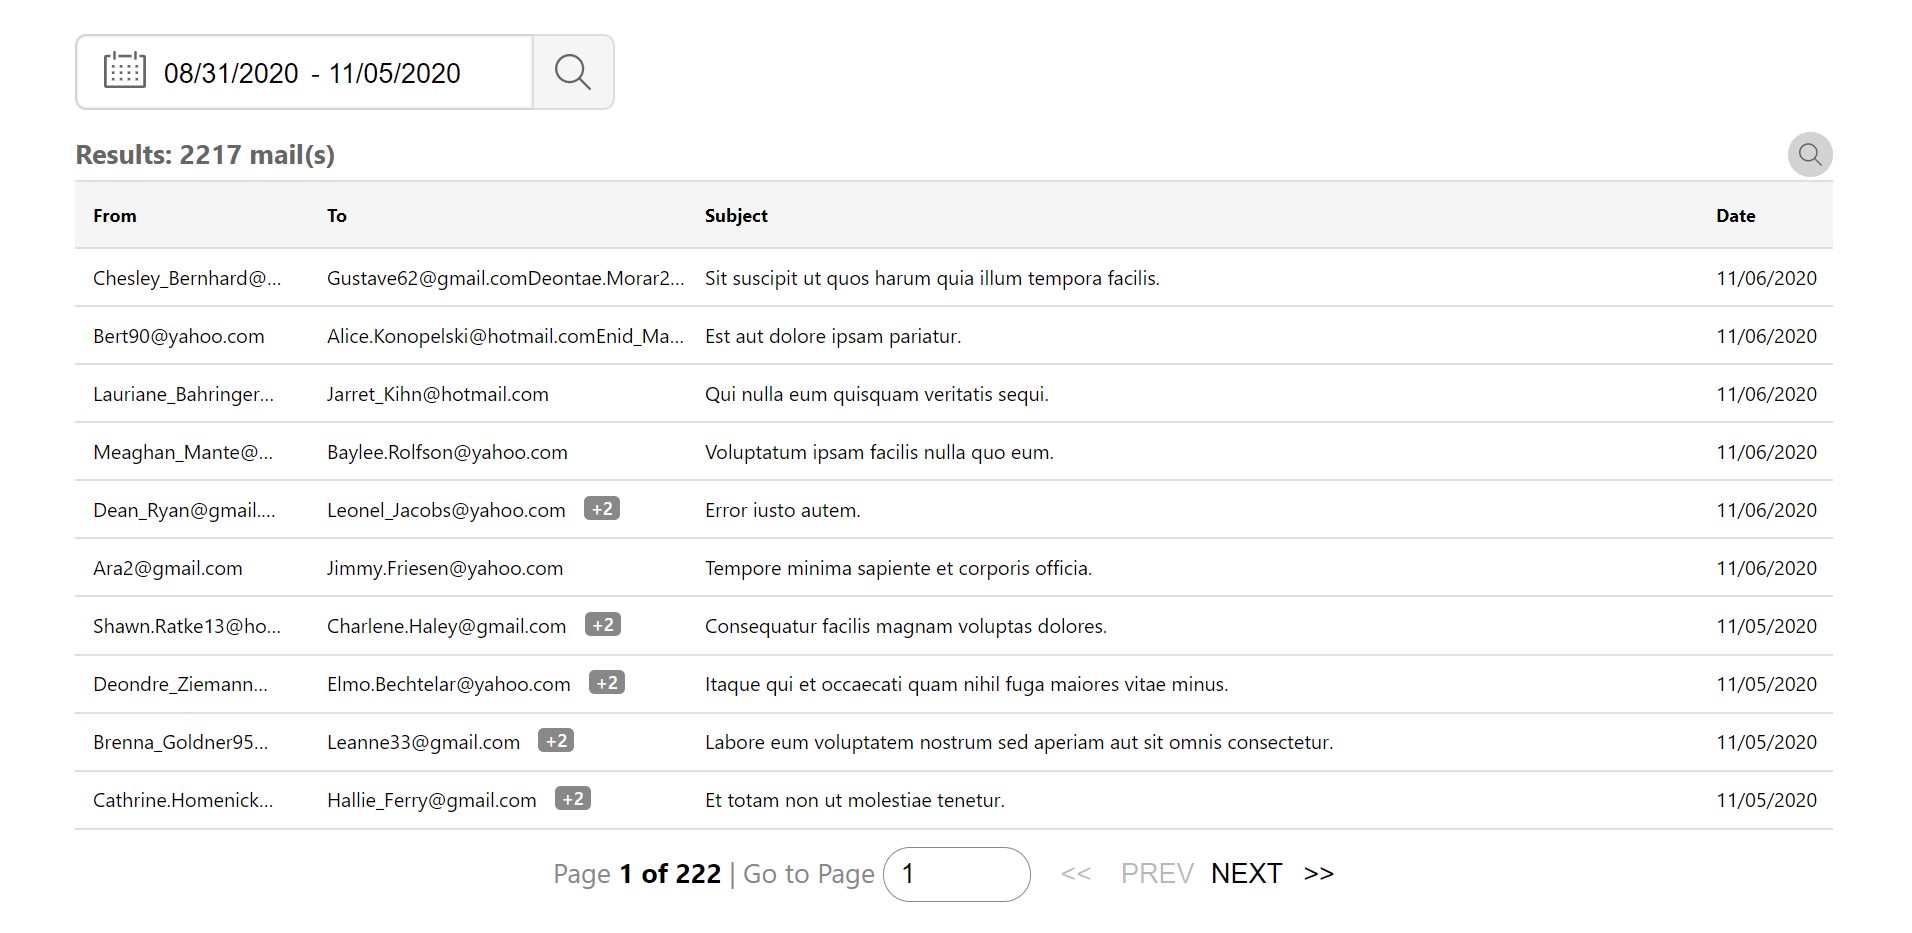 08/31/2020 - 11/05/2020
Results: 2217 mail(s)
From To Subject Date
Chesley_Bernhard@... Gustave62@gmail.comDeontae.Morar2... Sit suscipit ut quos harum quia illum tempora facilis. 11/06/2020
Bert90@yahoo.com Alice.Konopelski@hotmail.comEnid_Ma... Est aut dolore ipsam pariatur. 11/06/2020
Lauriane_Bahringer... Jarret_Kihn@hotmail.com Qui nulla eum quisquam veritatis sequi. 11/06/2020
Meaghan_Mante@... Baylee.Rolfson@yahoo.com Voluptatum ipsam facilis nulla quo eum. 11/06/2020
Dean_Ryan@gmail.... Leonel_Jacobs@yahoo.com +2 Error iusto autem. 11/06/2020
Ara2@gmail.com Jimmy.Friesen@yahoo.com Tempore minima sapiente et corporis officia. 11/06/2020
Shawn.Ratke13@ho... Charlene.Haley@gmail.com +2 Consequatur facilis magnam voluptas dolores. 11/05/2020
Deondre_Ziemann... Elmo.Bechtelar@yahoo.com +2 Itaque qui et occaecati quam nihil fuga maiores vitae minus. 11/05/2020
Brenna_Goldner95... Leanne33@gmail.com +2 Labore eum voluptatem nostrum sed aperiam aut sit omnis consectetur. 11/05/2020
Cathrine.Homenick... Hallie_Ferry@gmail.com +2 Et totam non ut molestiae tenetur. 11/05/2020
Page 1 of 222 | Go to Page 1 << PREV NEXT >>